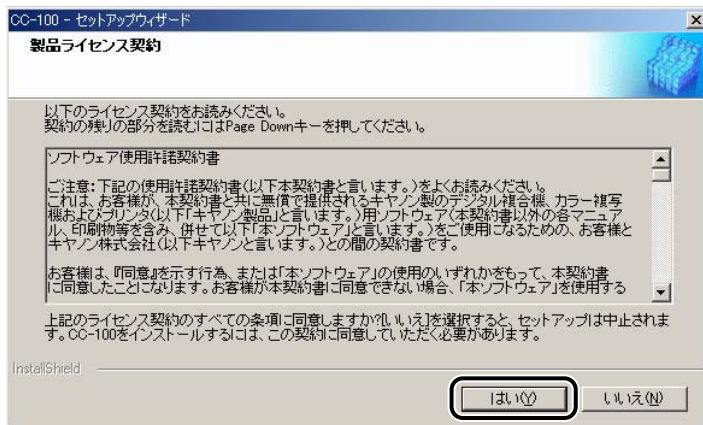 CC-100 - セットアップウィザード
製品ライセンス契約
以下のライセンス契約をお読みください。
契約の残りの部分を読むにはPage Downキーを押してください。
ソフトウェア使用許諾契約書
ご注意：下記の使用許諾契約書（以下本契約書と言います。）をよくお読みください。
これは、お客様が、本契約書と共に無償で提供されるキヤノン製のデジタル複合機、カラー複写
機およびプリンタ（以下「キヤノン製品」と言います。）用ソフトウェア（本契約書以外の各マニュア
ル、印刷物等を含み、併せて以下「本ソフトウェア」と言います。）をご使用になるための、お客様と
キヤノン株式会社（以下キヤノンと言います。）との間の契約書です。
お客様は、『同意』を示す行為、または「本ソフトウェア」の使用のいずれかをもって、本契約書
に同意したことになります。お客様が本契約書に同意できない場合、「本ソフトウェア」を使用する
上記のライセンス契約のすべての条項に同意しますか?[いいえ]を選択すると、セットアップは中止されま
す。CC-100をインストールするには、この契約に同意していただく必要があります。
InstallShield
はい(Y)
いいえ(N)